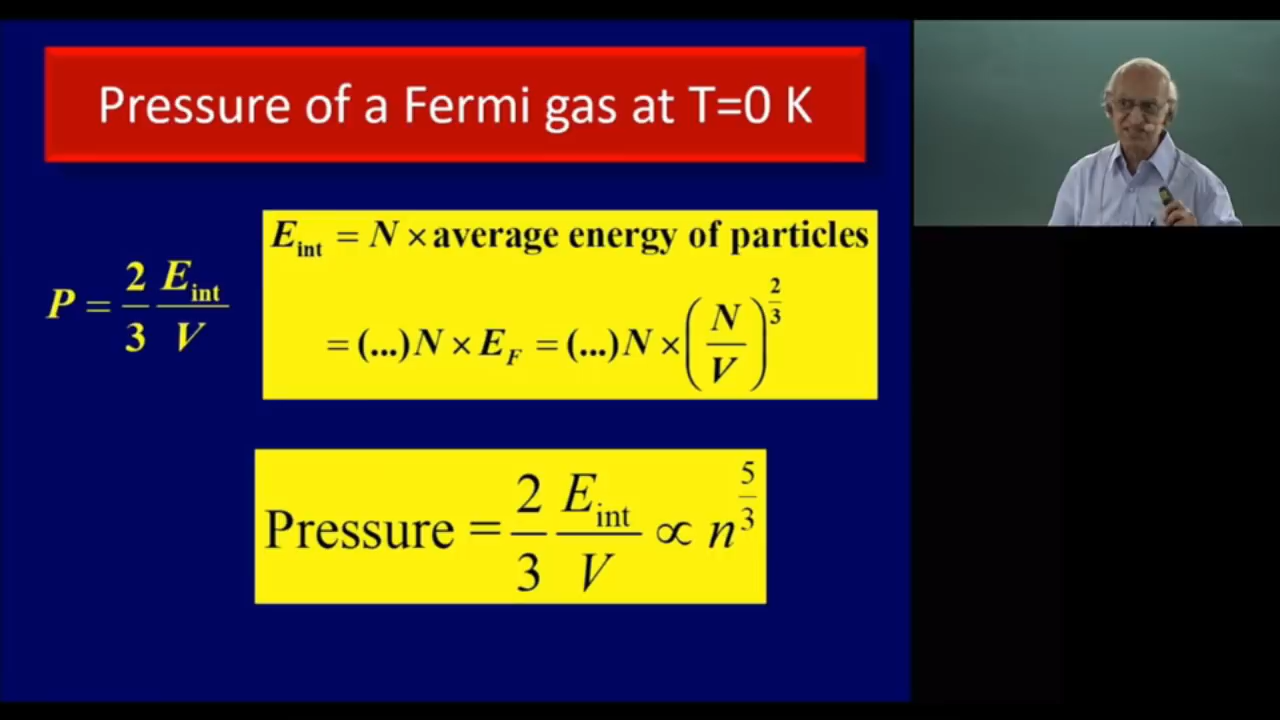 Pressure of a Fermi gas at T=0 K
P = 2/3 E_int/V
E_int = N × average energy of particles
= (...) N × E_F = (...) N × (N/V)^(2/3)
Pressure = 2/3 E_int/V ∝ n^(5/3)